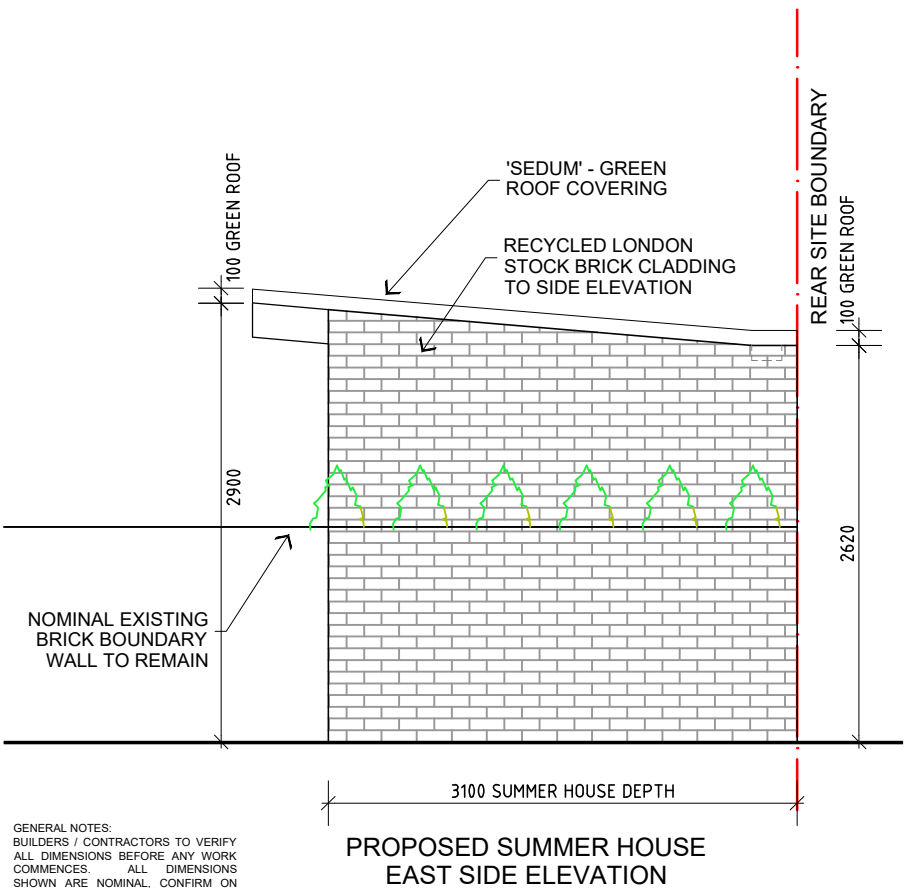 REAR SITE BOUNDARY
100 GREEN ROOF
'SEDUM' - GREEN
ROOF COVERING
RECYCLED LONDON
STOCK BRICK CLADDING
TO SIDE ELEVATION
100 GREEN ROOF
2900
2620
NOMINAL EXISTING
BRICK BOUNDARY
WALL TO REMAIN
3100 SUMMER HOUSE DEPTH
PROPOSED SUMMER HOUSE
EAST SIDE ELEVATION
GENERAL NOTES:
BUILDERS / CONTRACTORS TO VERIFY
ALL DIMENSIONS BEFORE ANY WORK
COMMENCES. ALL DIMENSIONS
SHOWN ARE NOMINAL, CONFIRM ON